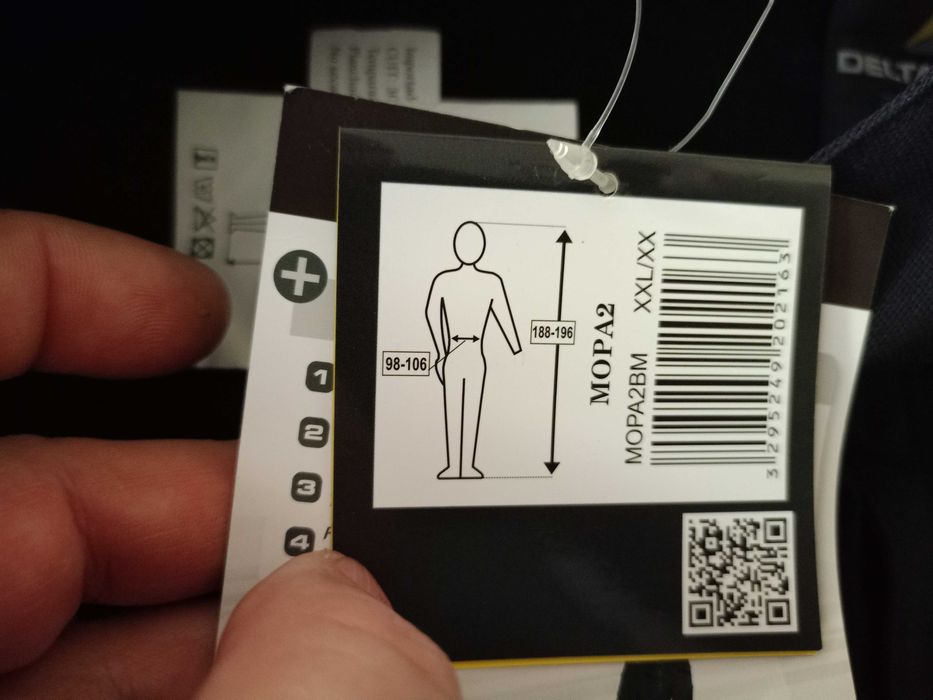 DELTA
1
2
3
4
98-106
188-196
MOPA2
MOPA2BM XXL/XX
3295249202163